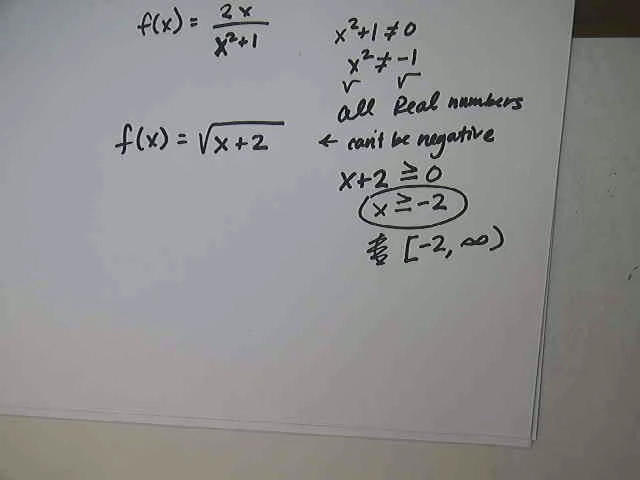 f(x) = 2x / x²+1
x²+1 ≠ 0
x² ≠ -1
√ √
all Real numbers
f(x) = √x+2
← can't be negative
x+2 ≥ 0
x ≥ -2
[-2, ∞)